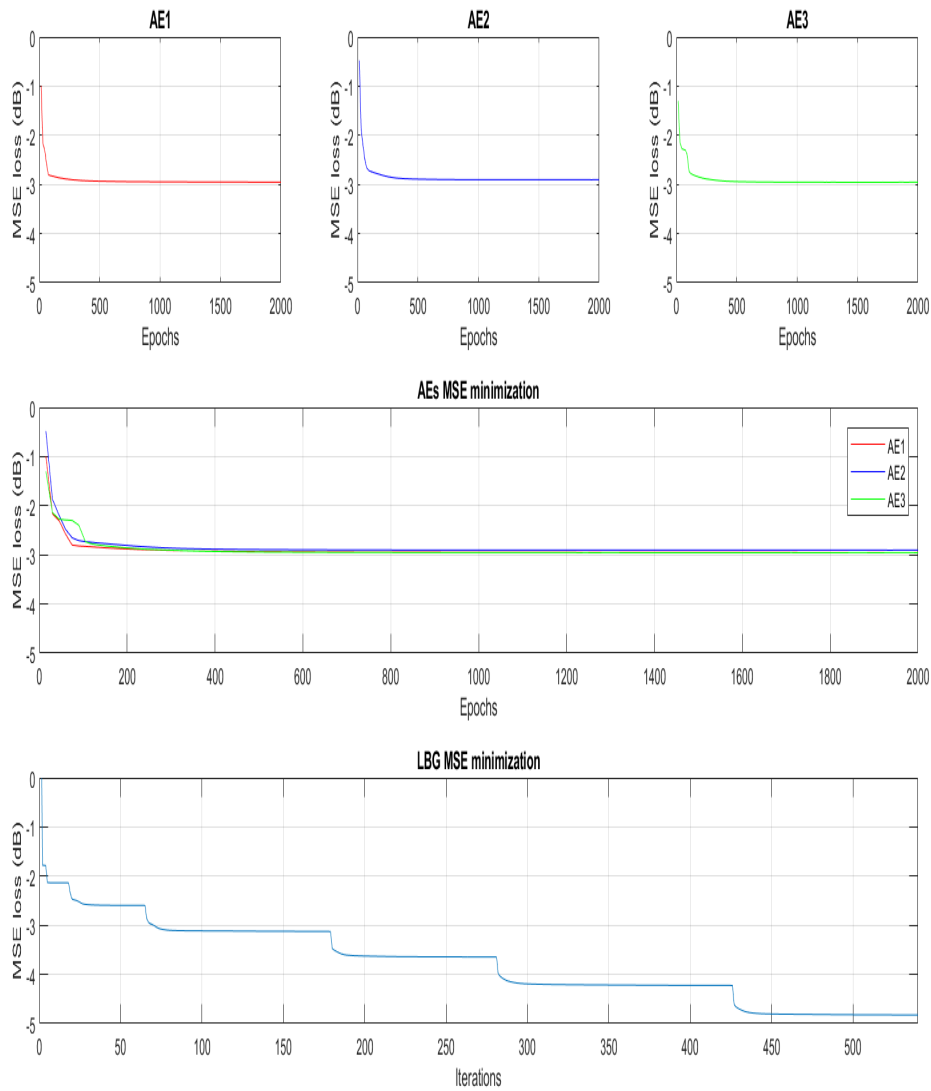 AE1
AE2
AE3
0
-1
-2
-3
-4
-5
MSE loss (dB)
0 500 1000 1500 2000
Epochs
0
-1
-2
-3
-4
-5
MSE loss (dB)
0 500 1000 1500 2000
Epochs
0
-1
-2
-3
-4
-5
MSE loss (dB)
0 500 1000 1500 2000
Epochs
AEs MSE minimization
0
-1
-2
-3
-4
-5
MSE loss (dB)
AE1
AE2
AE3
0 200 400 600 800 1000 1200 1400 1600 1800 2000
Epochs
LBG MSE minimization
0
-1
-2
-3
-4
-5
MSE loss (dB)
0 50 100 150 200 250 300 350 400 450 500
Iterations